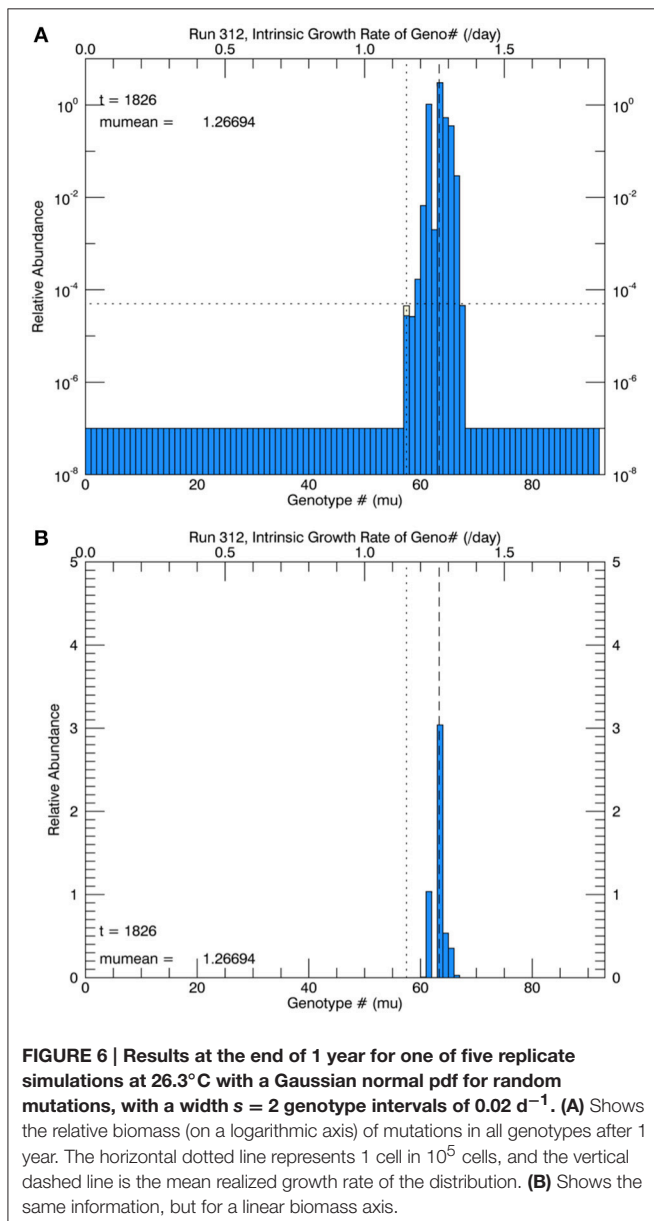 A
Run 312, Intrinsic Growth Rate of Geno# (/day)
0.0 0.5 1.0 1.5
t = 1826
mumean = 1.26694
Relative Abundance
10⁰ 10⁰
10⁻² 10⁻²
10⁻⁴ 10⁻⁴
10⁻⁶ 10⁻⁶
10⁻⁸ 10⁻⁸
0 20 40 60 80
Genotype # (mu)
B
Run 312, Intrinsic Growth Rate of Geno# (/day)
0.0 0.5 1.0 1.5
5 5
4 4
3 3
Relative Abundance
2 2
1 1
t = 1826
mumean = 1.26694
0 0
0 20 40 60 80
Genotype # (mu)
FIGURE 6 | Results at the end of 1 year for one of five replicate
simulations at 26.3°C with a Gaussian normal pdf for random
mutations, with a width s = 2 genotype intervals of 0.02 d⁻¹. (A) Shows
the relative biomass (on a logarithmic axis) of mutations in all genotypes after 1
year. The horizontal dotted line represents 1 cell in 10⁵ cells, and the vertical
dashed line is the mean realized growth rate of the distribution. (B) Shows the
same information, but for a linear biomass axis.